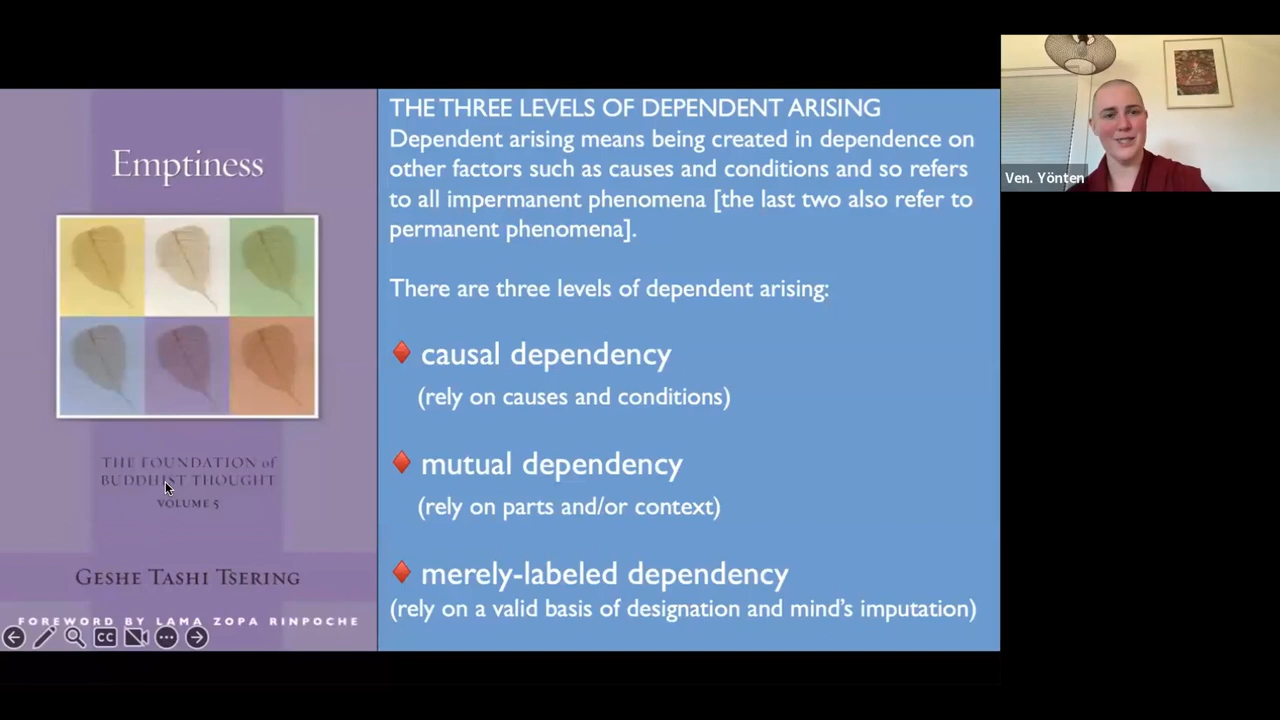 Emptiness
THE FOUNDATION of
BUDDHIST THOUGHT
VOLUME 5
GESHE TASHI TSERING
FOREWORD BY LAMA ZOPA RINPOCHE
CC
THE THREE LEVELS OF DEPENDENT ARISING
Dependent arising means being created in dependence on
other factors such as causes and conditions and so refers
to all impermanent phenomena [the last two also refer to
permanent phenomena].
There are three levels of dependent arising:
causal dependency
(rely on causes and conditions)
mutual dependency
(rely on parts and/or context)
merely-labeled dependency
(rely on a valid basis of designation and mind’s imputation)
Ven. Yönten